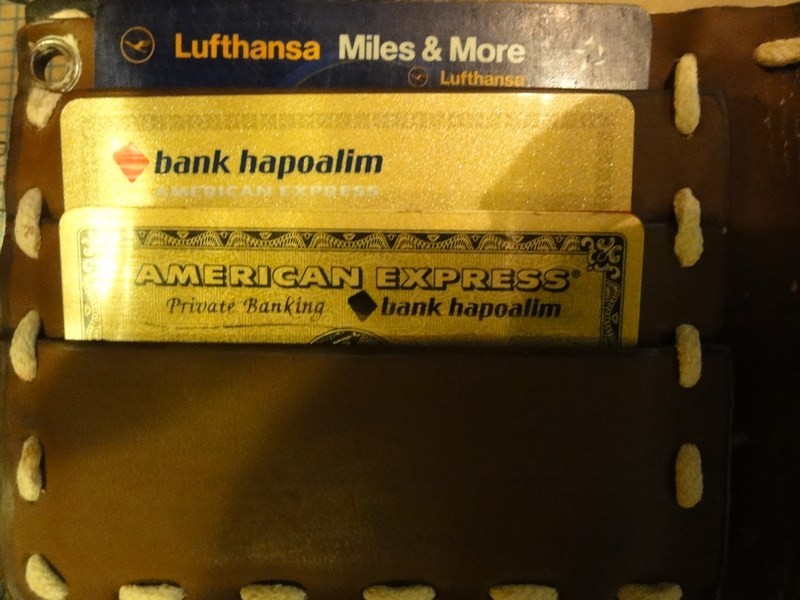 Lufthansa Miles & More
Lufthansa
bank hapoalim
AMERICAN EXPRESS
AMERICAN EXPRESS®
Private Banking bank hapoalim